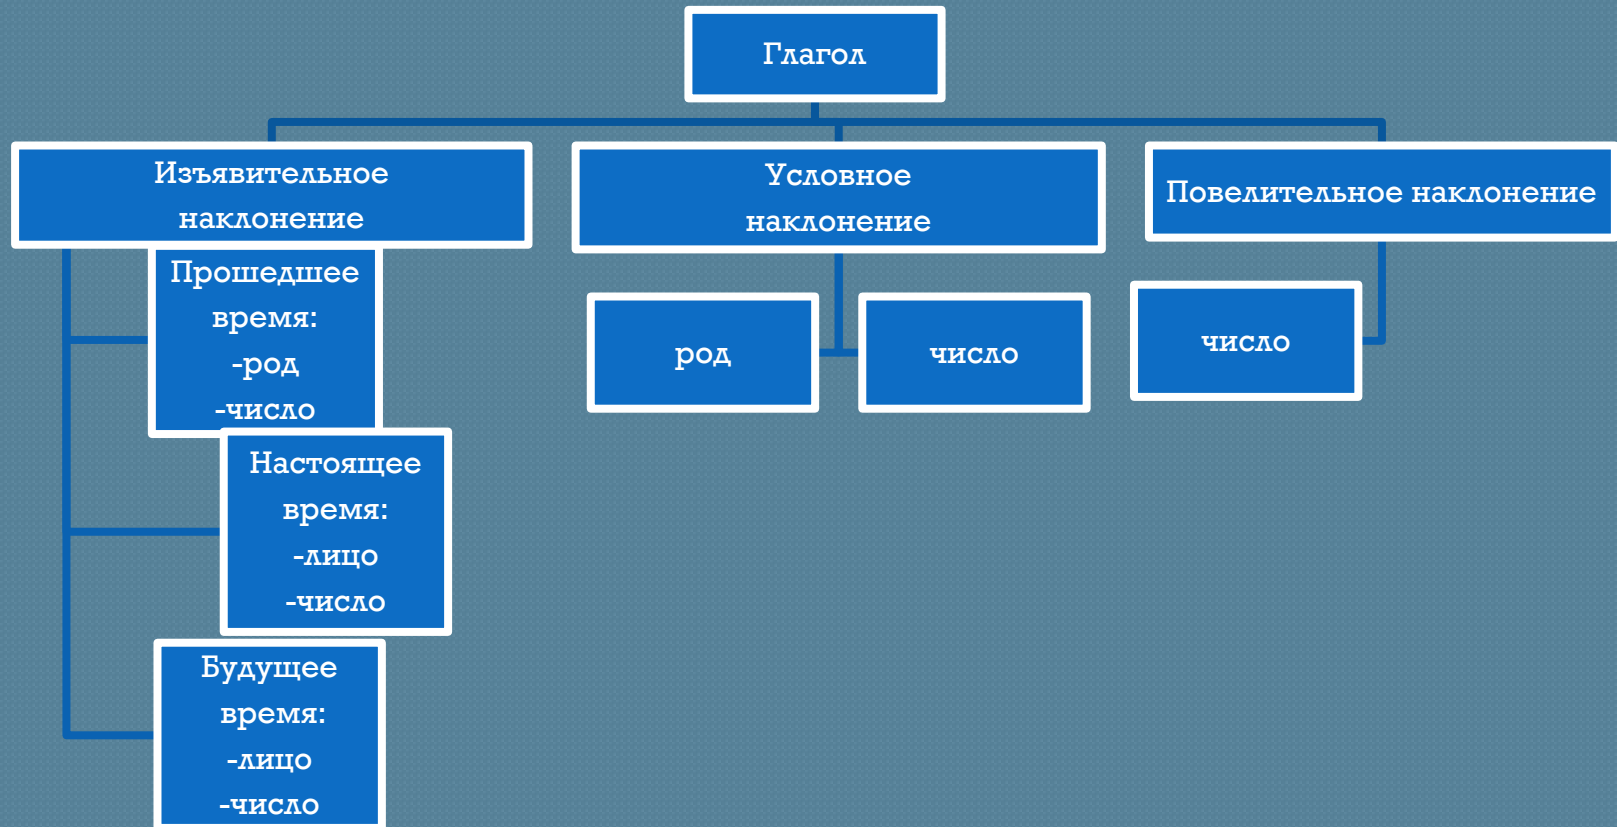 Глагол
Изъявительное
наклонение
Прошедшее
время:
-род
-число
Настоящее
время:
-лицо
-число
Будущее
время:
-лицо
-число
Условное
наклонение
род
число
Повелительное наклонение
число